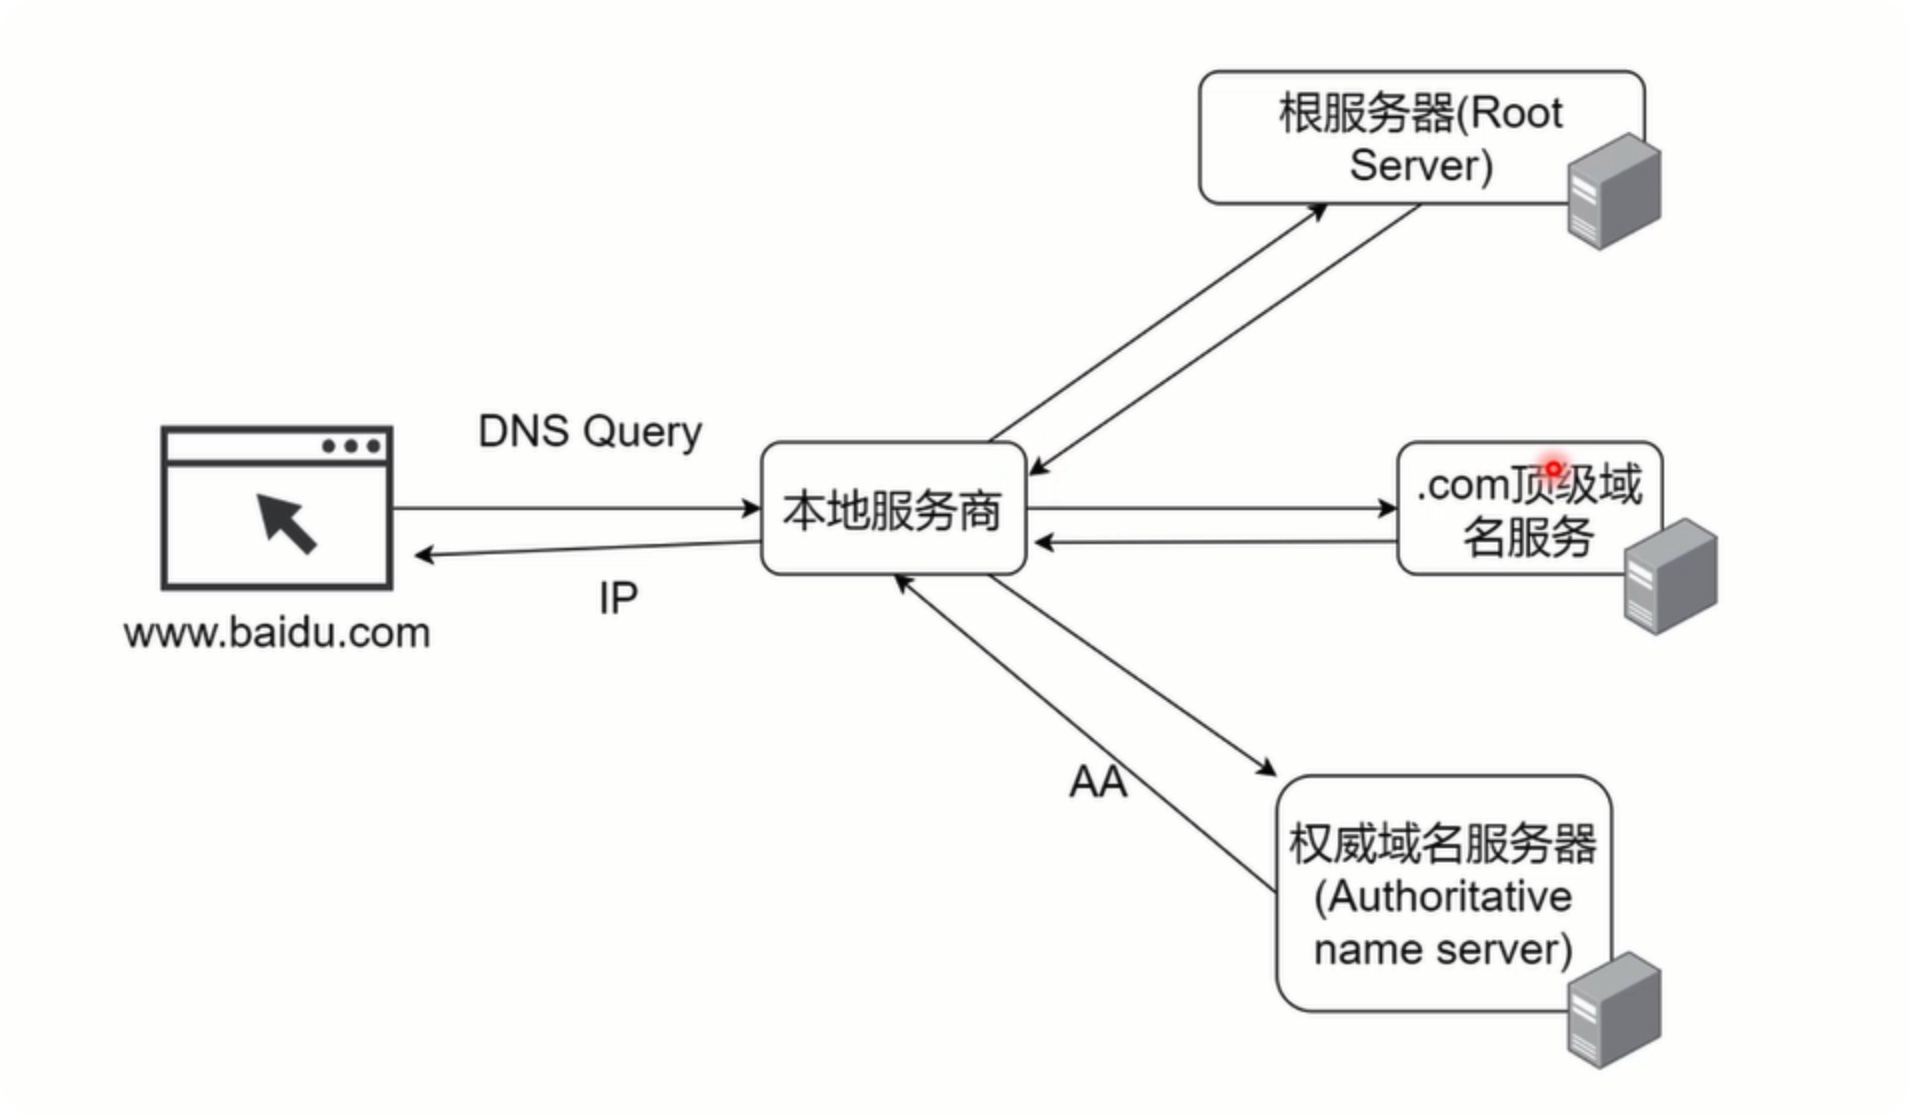 根服务器(Root
Server)
DNS Query
本地服务商
.com顶级域
名服务
IP
www.baidu.com
AA
权威域名服务器
(Authoritative
name server)